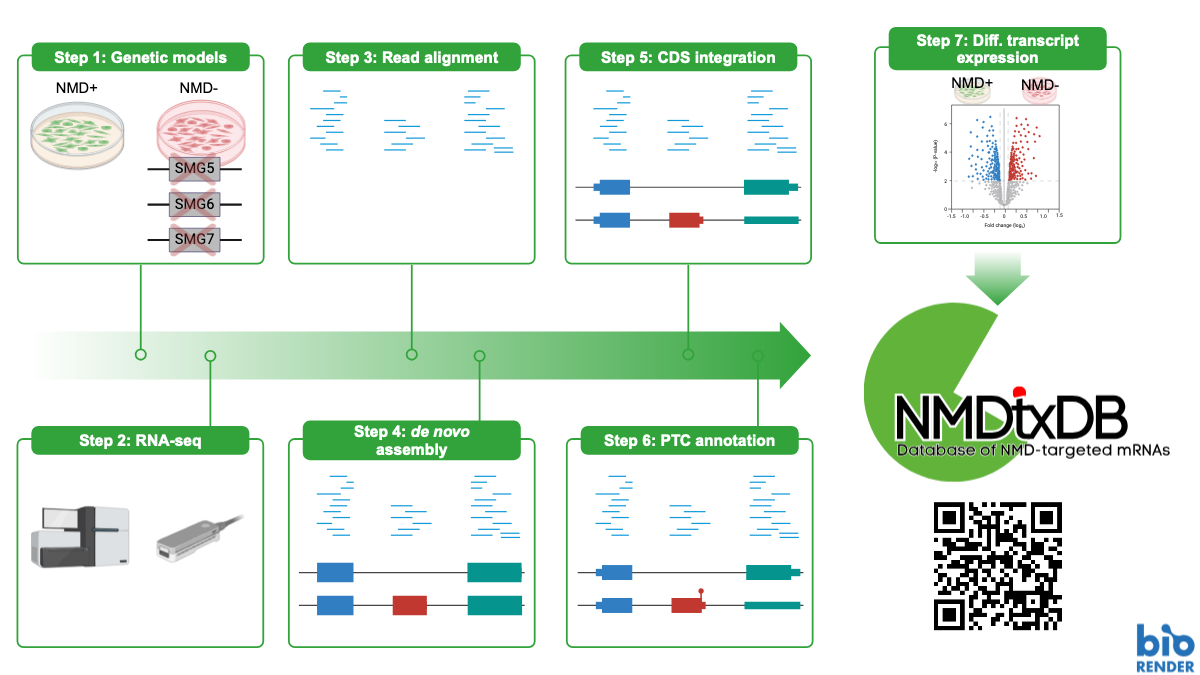 Step 1: Genetic models
NMD+
NMD-
SMG5
SMG6
SMG7
Step 2: RNA-seq
Step 3: Read alignment
Step 4: de novo
assembly
Step 5: CDS integration
Step 6: PTC annotation
Step 7: Diff. transcript
expression
NMD+
NMD-
-log₁₀ (P-value)
6
4
2
0
-1.5 -1.0 -0.5 0 0.5 1.0 1.5
Fold change (log₂)
NMDtxDB
Database of NMD-targeted mRNAs
bio
RENDER